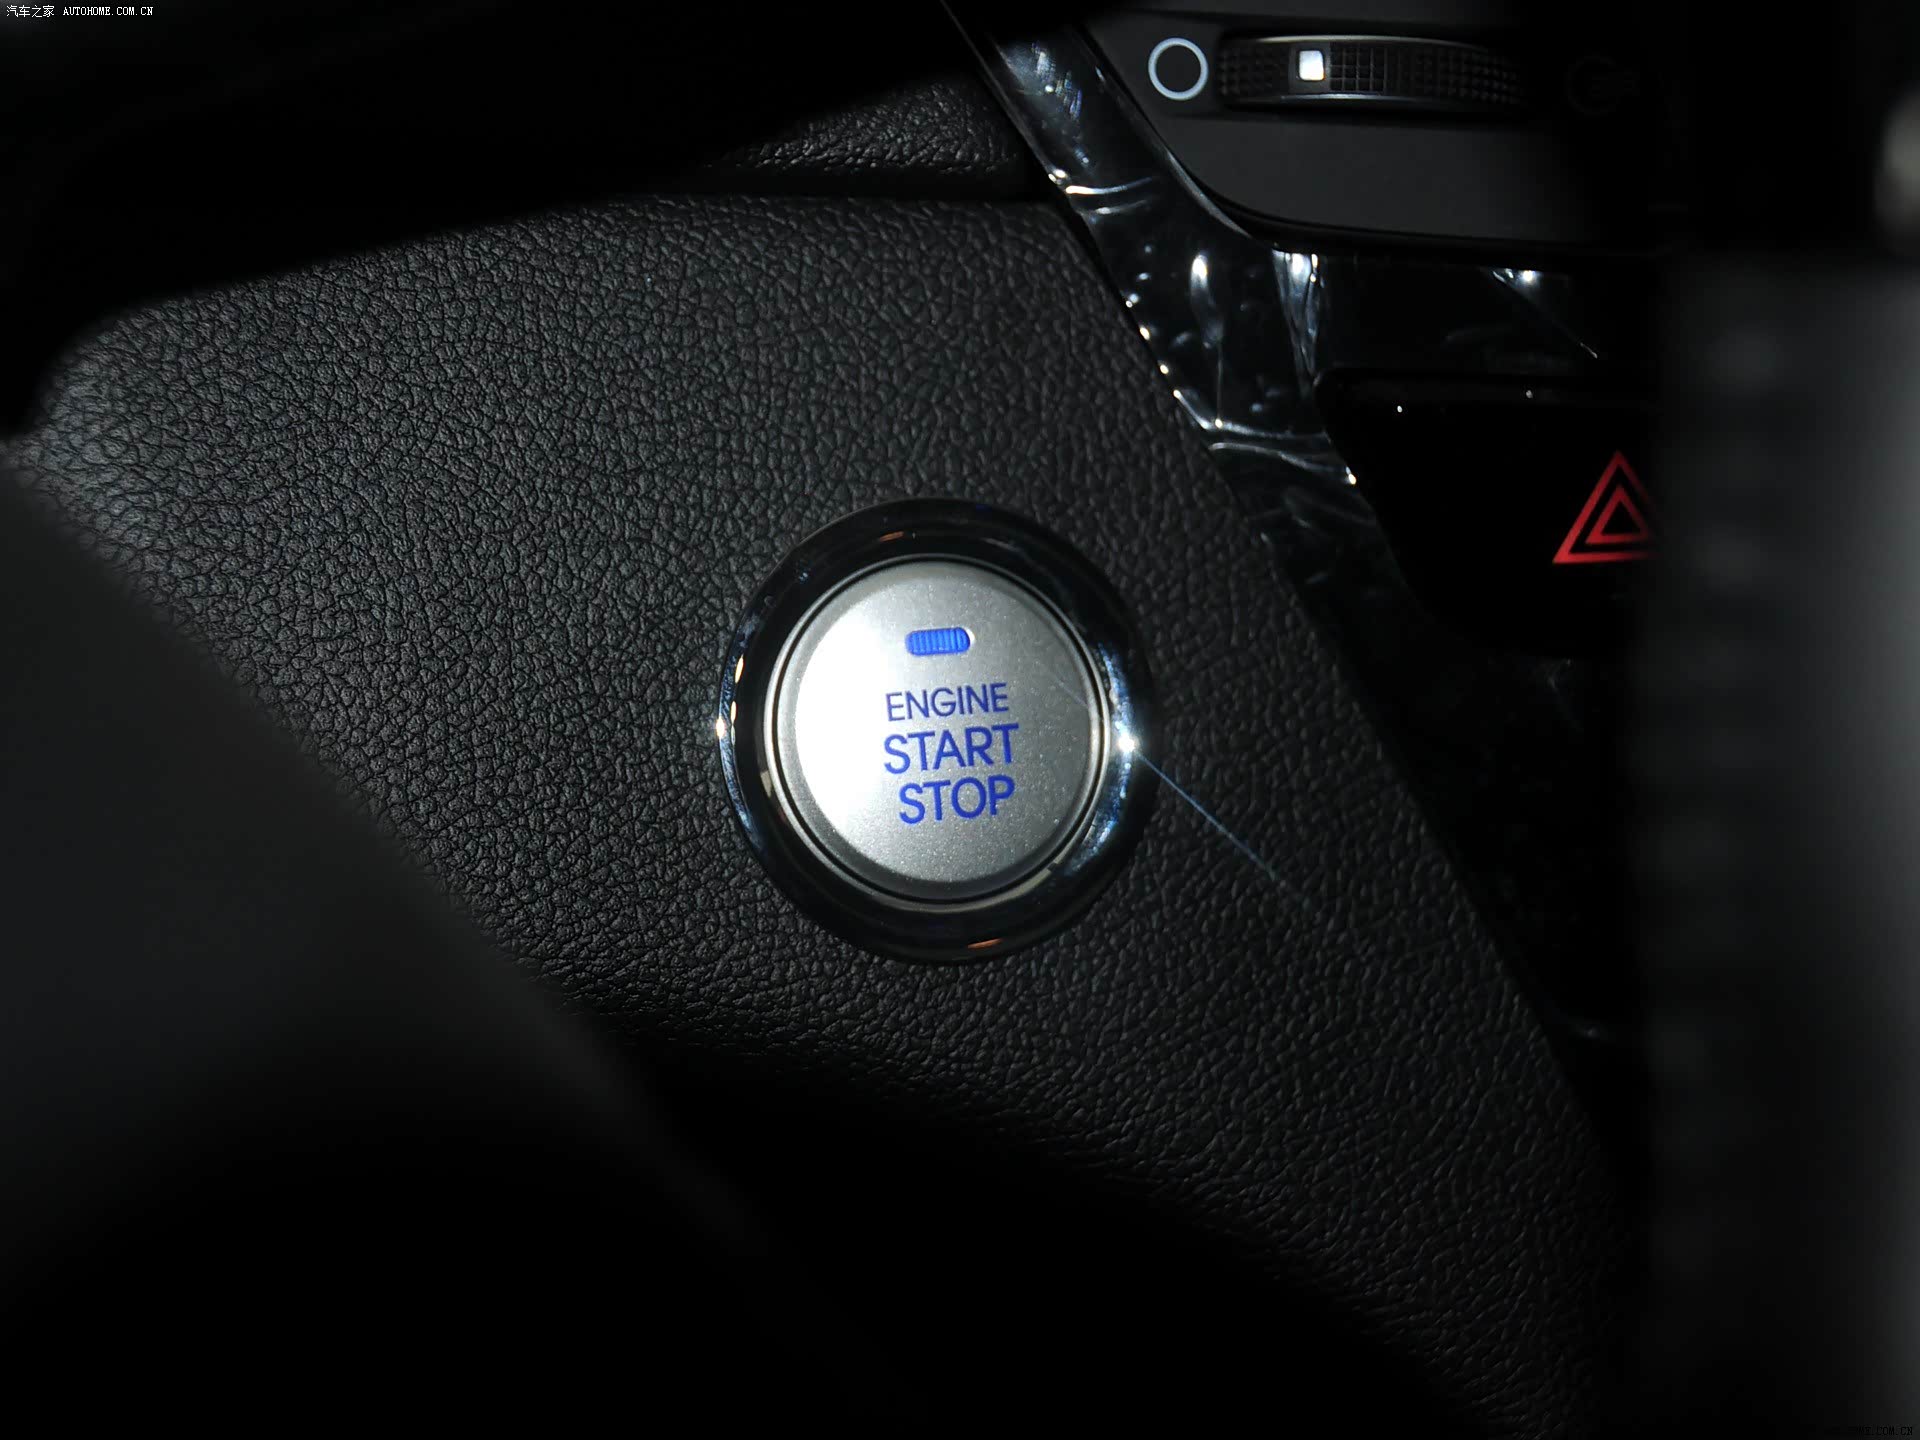 汽车之家 AUTOHOME.COM.CN
ENGINE
START
STOP